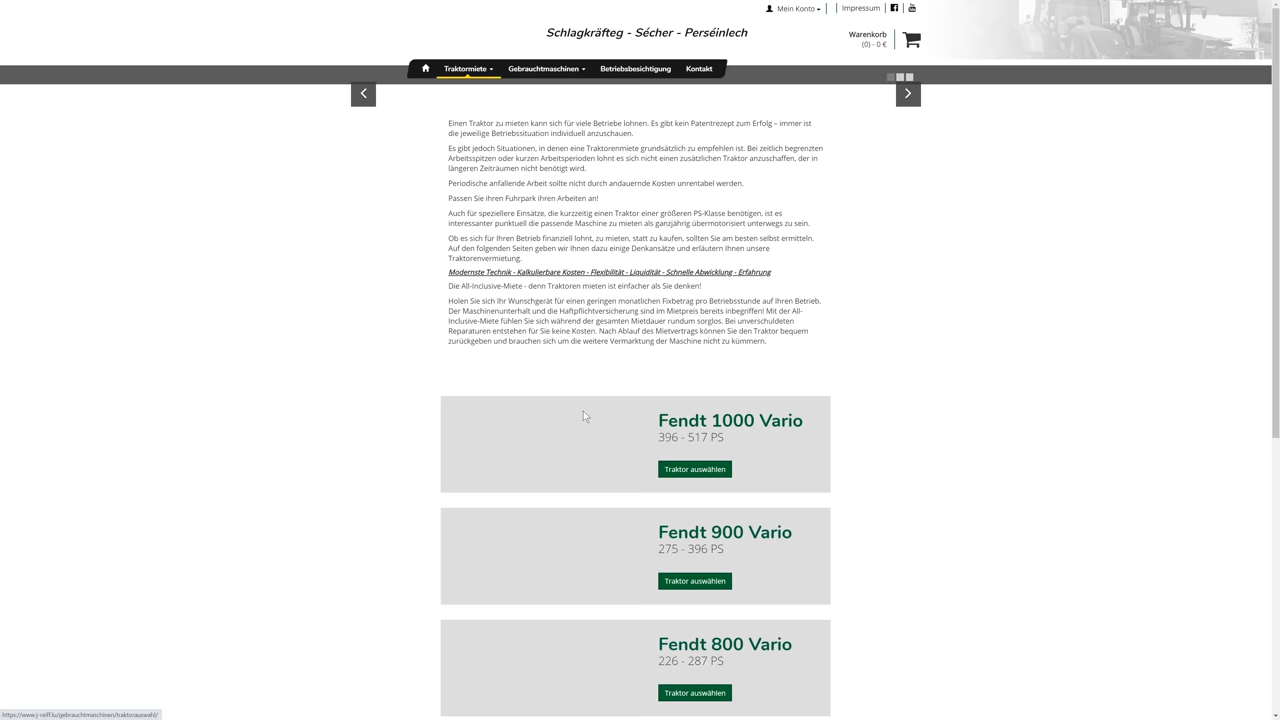 Mein Konto
Impressum
Schlagkräfteg - Sécher - Perséinlech
Warenkorb
(0) - 0 €
Traktormiete
Gebrauchtmaschinen
Betriebsbesichtigung
Kontakt
Einen Traktor zu mieten kann sich für viele Betriebe lohnen. Es gibt kein Patentrezept zum Erfolg – immer ist
die jeweilige Betriebssituation individuell anzuschauen.
Es gibt jedoch Situationen, in denen eine Traktorenmiete grundsätzlich zu empfehlen ist. Bei zeitlich begrenzten
Arbeitsspitzen oder kurzen Arbeitsperioden lohnt es sich nicht einen zusätzlichen Traktor anzuschaffen, der in
längeren Zeiträumen nicht benötigt wird.
Periodische anfallende Arbeit sollte nicht durch andauernde Kosten unrentabel werden.
Passen Sie ihren Fuhrpark ihren Arbeiten an!
Auch für speziellere Einsätze, die kurzzeitig einen Traktor einer größeren PS-Klasse benötigen, ist es
interessanter punktuell die passende Maschine zu mieten als ganzjährig übermotorisiert unterwegs zu sein.
Ob es sich für Ihren Betrieb finanziell lohnt, zu mieten, statt zu kaufen, sollten Sie am besten selbst ermitteln.
Auf den folgenden Seiten geben wir Ihnen dazu einige Denkansätze und erläutern Ihnen unsere
Traktorenvermietung.
Modernste Technik - Kalkulierbare Kosten - Flexibilität - Liquidität - Schnelle Abwicklung - Erfahrung
Die All-Inclusive-Miete - denn Traktoren mieten ist einfacher als Sie denken!
Holen Sie sich Ihr Wunschgerät für einen geringen monatlichen Fixbetrag pro Betriebsstunde auf Ihren Betrieb.
Der Maschinenunterhalt und die Haftpflichtversicherung sind im Mietpreis bereits inbegriffen! Mit der All-
Inclusive-Miete fühlen Sie sich während der gesamten Mietdauer rundum sorglos. Bei unverschuldeten
Reparaturen entstehen für Sie keine Kosten. Nach Ablauf des Mietvertrags können Sie den Traktor bequem
zurückgeben und brauchen sich um die weitere Vermarktung der Maschine nicht zu kümmern.
Fendt 1000 Vario
396 - 517 PS
Traktor auswählen
Fendt 900 Vario
275 - 396 PS
Traktor auswählen
Fendt 800 Vario
226 - 287 PS
Traktor auswählen
https://www.j-reiff.lu/gebrauchtmaschinen/traktorauswahl/